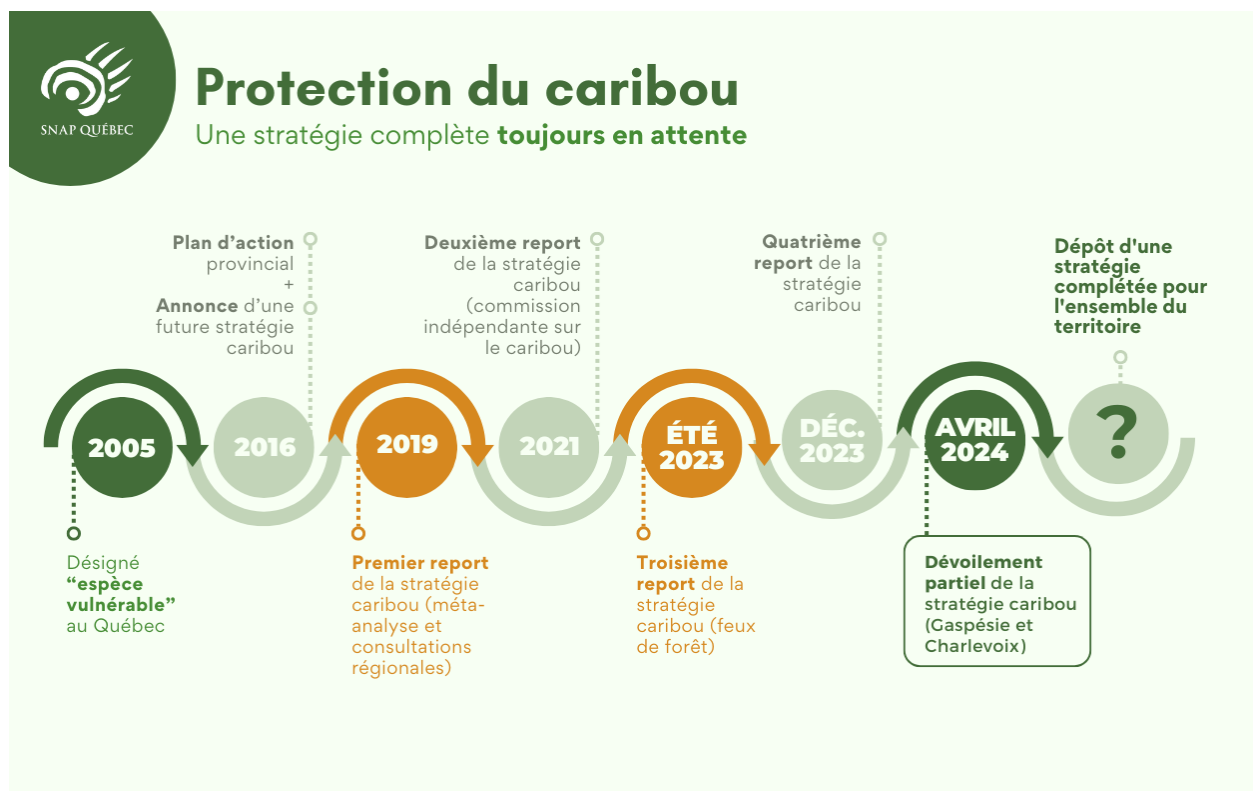 SNAP QUÉBEC
Protection du caribou
Une stratégie complète toujours en attente
Plan d’action
provincial
+
Annonce d’une
future stratégie
caribou
Deuxième report
de la stratégie
caribou
(commission
indépendante sur
le caribou)
Quatrième
report de la
stratégie
caribou
Dépôt d'une
stratégie
complétée pour
l'ensemble du
territoire
2005
2016
2019
2021
ÉTÉ
2023
DÉC.
2023
AVRIL
2024
?
Désigné
“espèce
vulnérable”
au Québec
Premier report
de la stratégie
caribou (méta-
analyse et
consultations
régionales)
Troisième
report de la
stratégie
caribou (feux
de forêt)
Dévoilement
partiel de la
stratégie caribou
(Gaspésie et
Charlevoix)